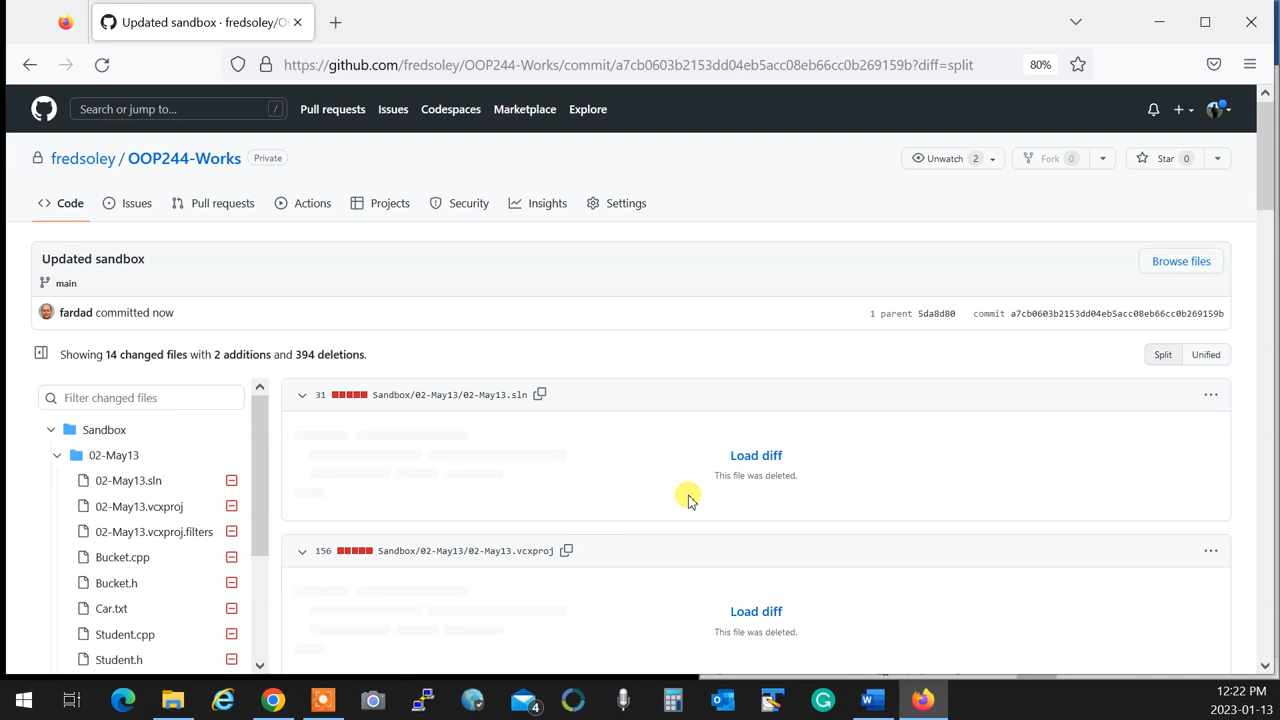 Updated sandbox · fredsoley/O
https://github.com/fredsoley/OOP244-Works/commit/a7cb0603b2153dd04eb5acc08eb66cc0b269159b?diff=split
80%
Search or jump to...
/
Pull requests
Issues
Codespaces
Marketplace
Explore
fredsoley / OOP244-Works
Private
Unwatch 2
Fork 0
Star 0
<> Code
Issues
Pull requests
Actions
Projects
Security
Insights
Settings
Updated sandbox
Browse files
main
fardad committed now
1 parent 5da8d80 commit a7cb0603b2153dd04eb5acc08eb66cc0b269159b
Showing 14 changed files with 2 additions and 394 deletions.
Split
Unified
Filter changed files
Sandbox
02-May13
02-May13.sln
02-May13.vcxproj
02-May13.vcxproj.filters
Bucket.cpp
Bucket.h
Car.txt
Student.cpp
Student.h
31 Sandbox/02-May13/02-May13.sln
Load diff
This file was deleted.
156 Sandbox/02-May13/02-May13.vcxproj
Load diff
This file was deleted.
4
12:22 PM
2023-01-13